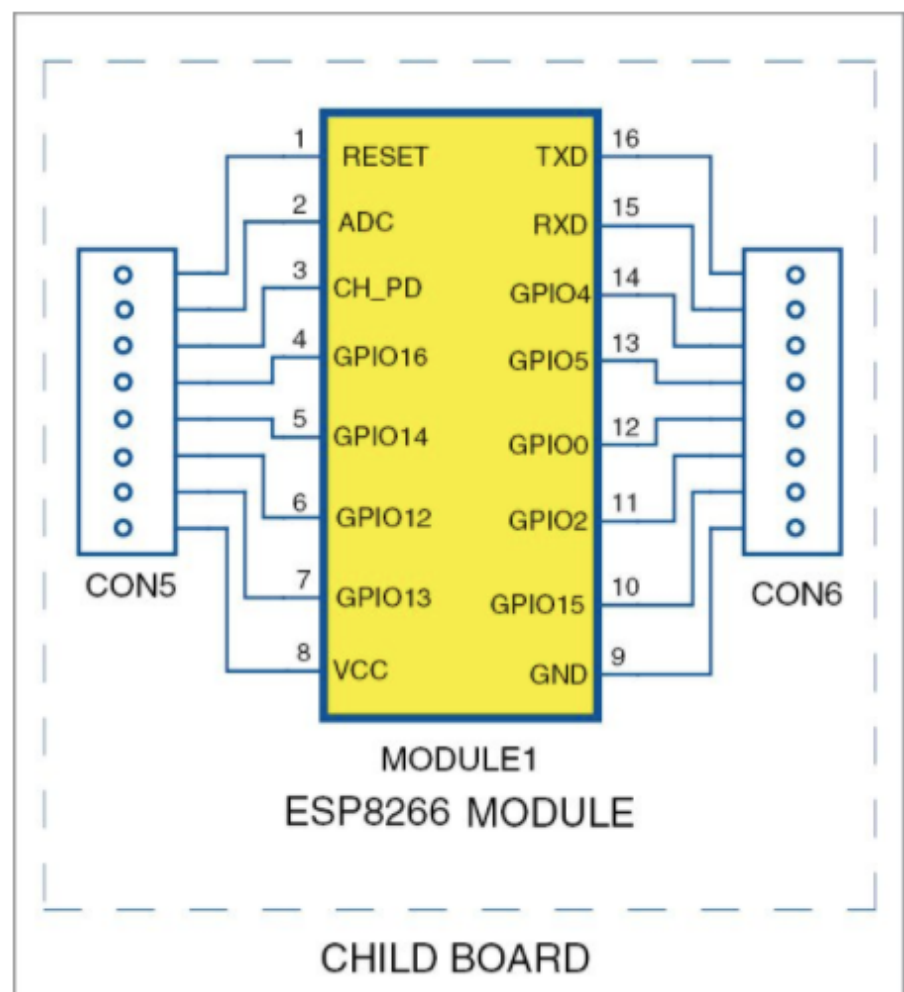 1 RESET TXD 16
2 ADC RXD 15
3 CH_PD GPIO4 14
4 GPIO16 GPIO5 13
5 GPIO14 GPIO0 12
6 GPIO12 GPIO2 11
7 GPIO13 GPIO15 10
8 VCC GND 9
CON5 CON6
MODULE1
ESP8266 MODULE
CHILD BOARD